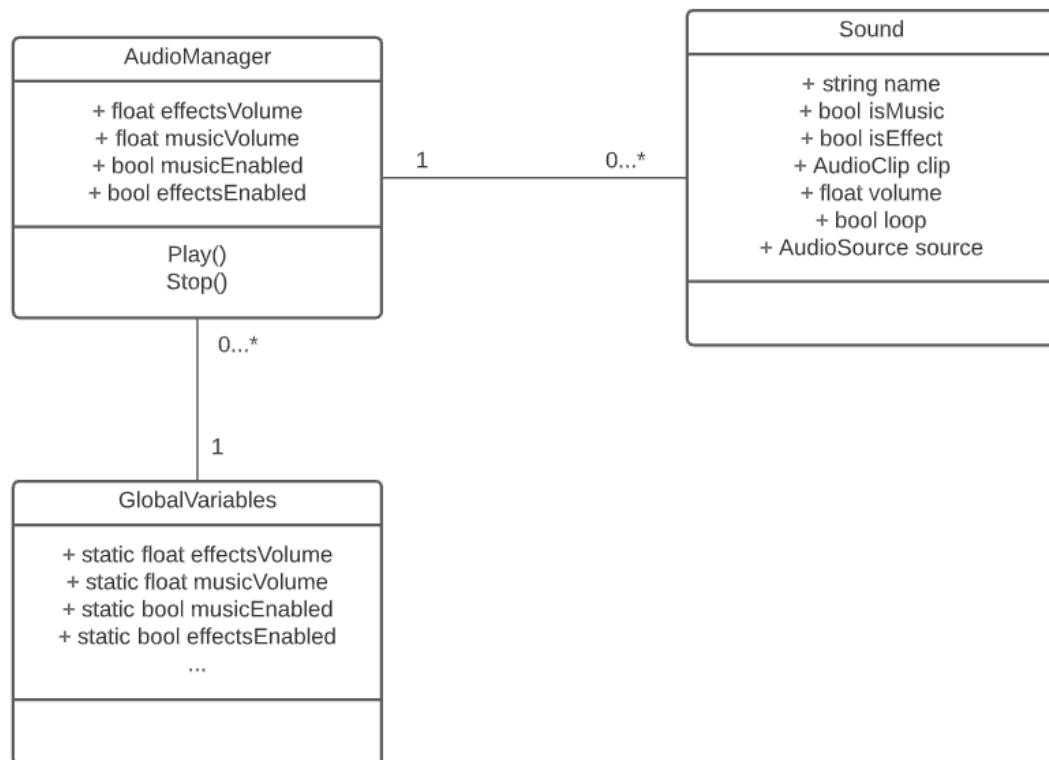 AudioManager
+ float effectsVolume
+ float musicVolume
+ bool musicEnabled
+ bool effectsEnabled
Play()
Stop()
1
0...*
Sound
+ string name
+ bool isMusic
+ bool isEffect
+ AudioClip clip
+ float volume
+ bool loop
+ AudioSource source
0...*
1
GlobalVariables
+ static float effectsVolume
+ static float musicVolume
+ static bool musicEnabled
+ static bool effectsEnabled
...